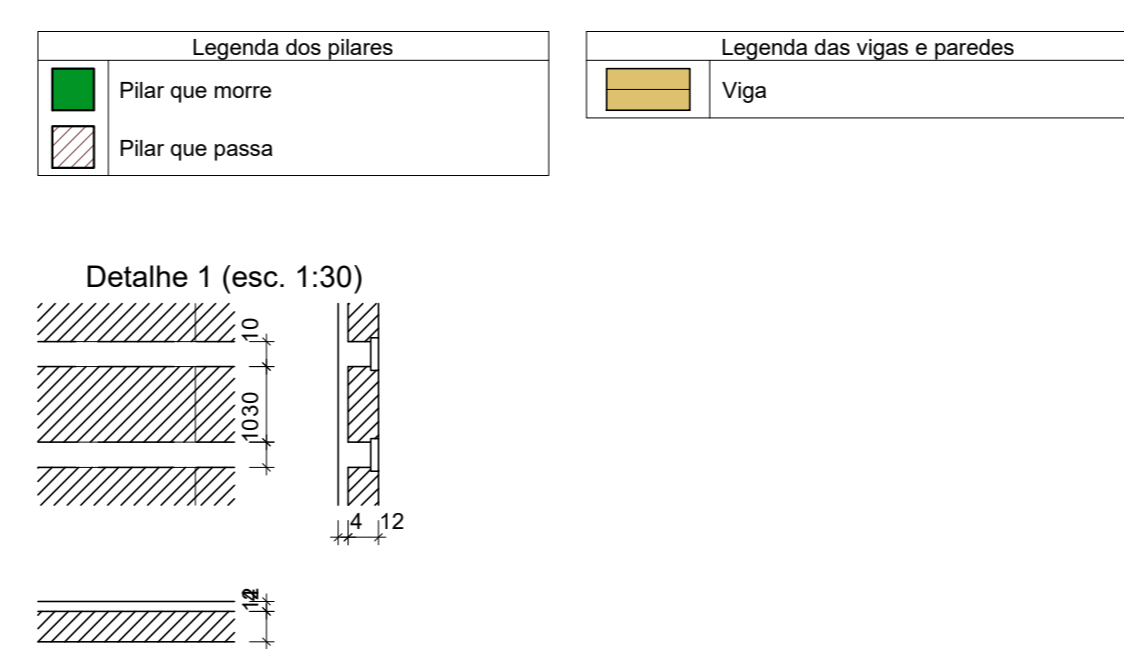 Legenda dos pilares
Pilar que morre
Pilar que passa
Legenda das vigas e paredes
Viga
Detalhe 1 (esc. 1:30)
10
30
10
4 12